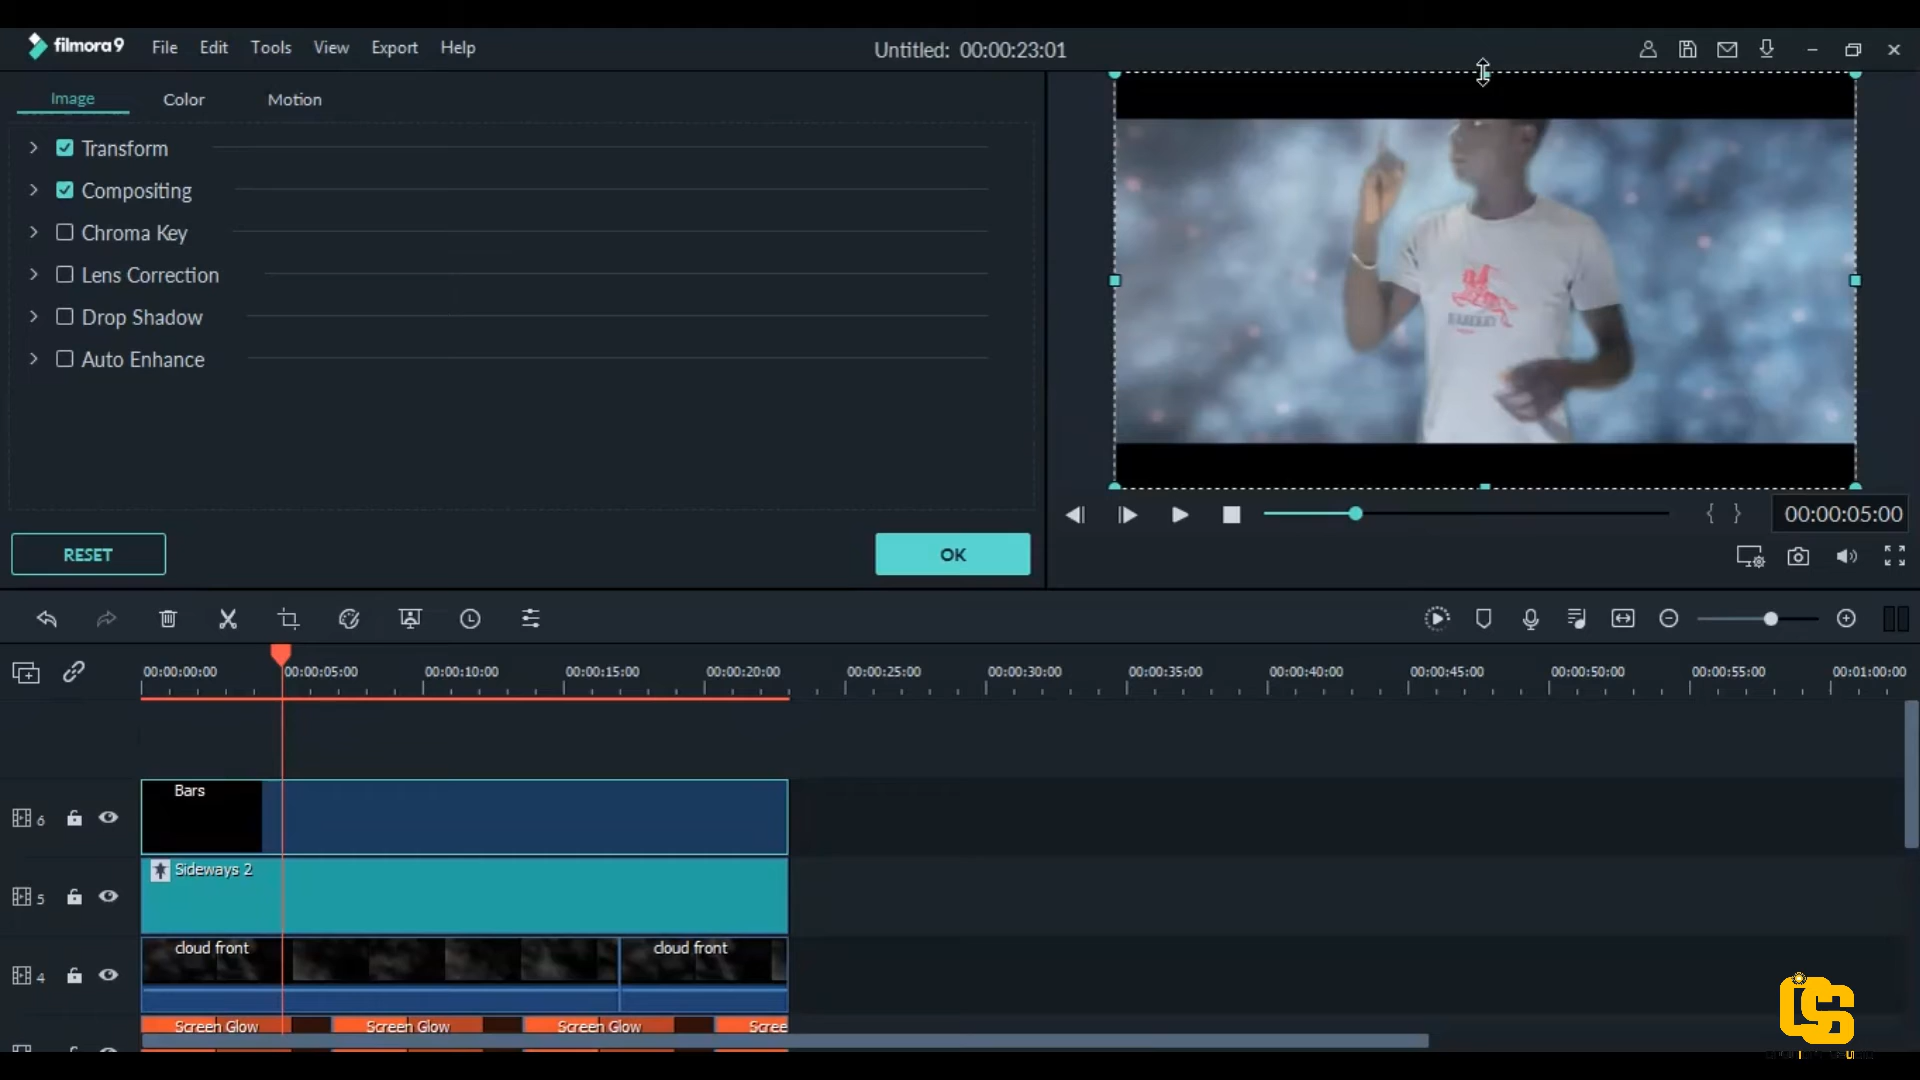 filmora9 File Edit Tools View Export Help Untitled: 00:00:23:01
Image Color Motion
Transform
Compositing
Chroma Key
Lens Correction
Drop Shadow
Auto Enhance
RESET OK
00:00:05:00
00:00:00:00 00:00:05:00 00:00:10:00 00:00:15:00 00:00:20:00 00:00:25:00 00:00:30:00 00:00:35:00 00:00:40:00 00:00:45:00 00:00:50:00 00:00:55:00 00:01:00:00
Bars
6
Sideways 2
5
cloud front cloud front
4
Screen Glow Screen Glow Screen Glow Scree